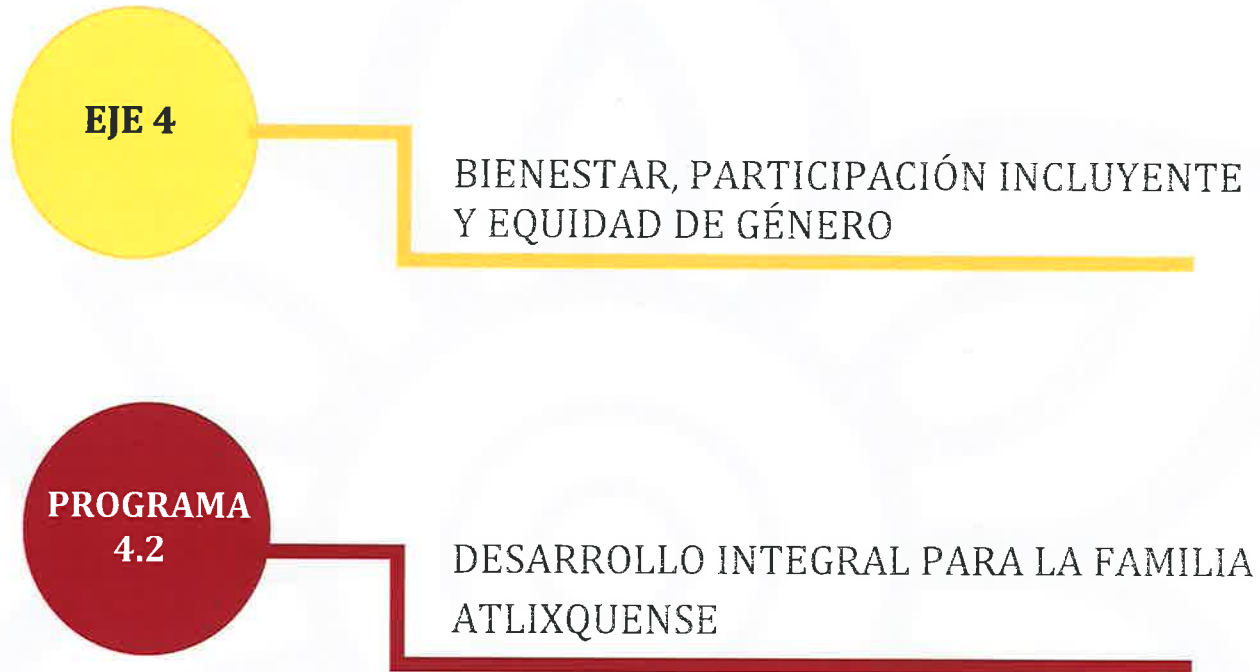 EJE 4
BIENESTAR, PARTICIPACIÓN INCLUYENTE
Y EQUIDAD DE GÉNERO
PROGRAMA
4.2
DESARROLLO INTEGRAL PARA LA FAMILIA
ATLIXQUENSE